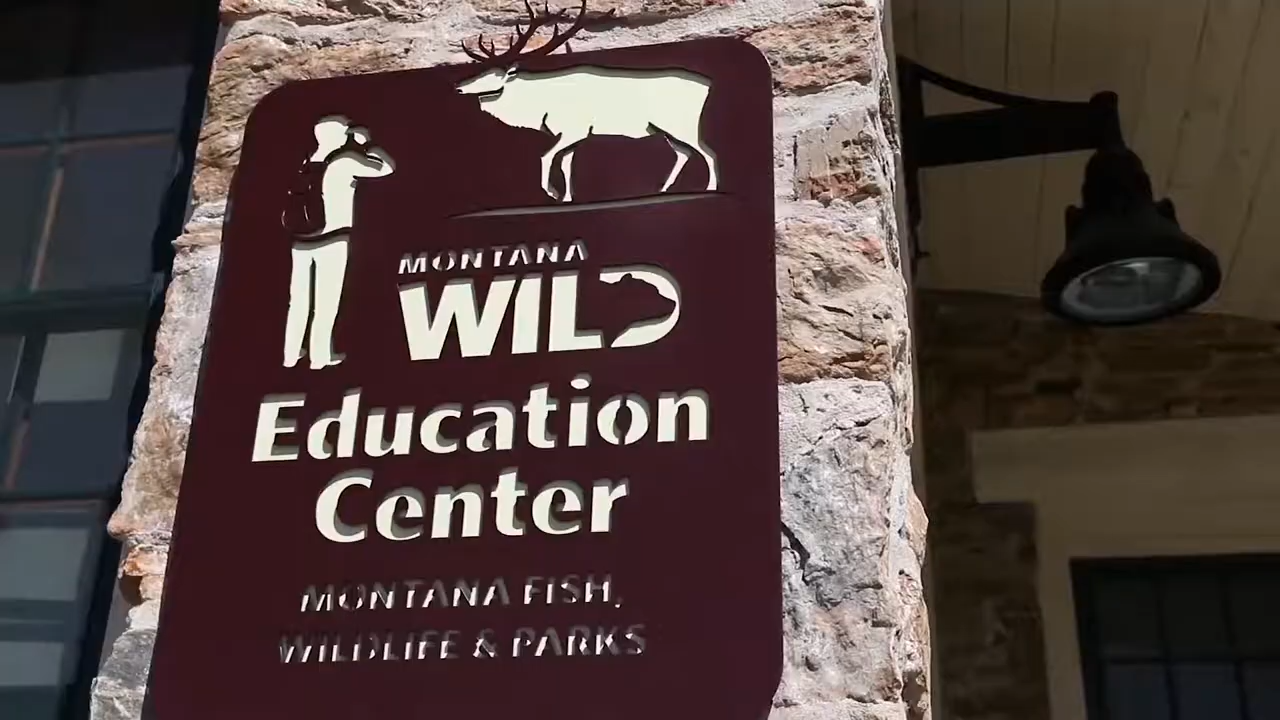 MONTANA
WILD
Education
Center
MONTANA FISH,
WILDLIFE & PARKS